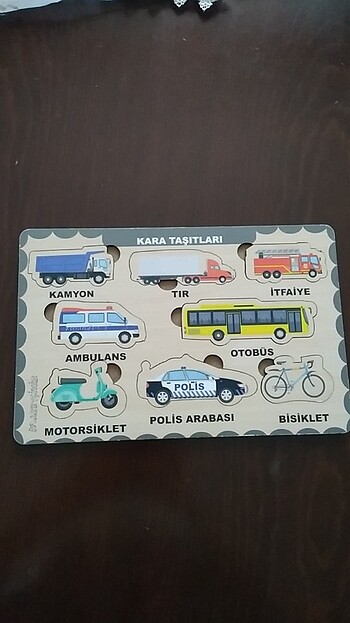 KARA TAŞITLARI
KAMYON
TIR
İTFAİYE
AMBULANS
OTOBÜS
POLİS
MOTORSİKLET
POLİS ARABASI
BİSİKLET